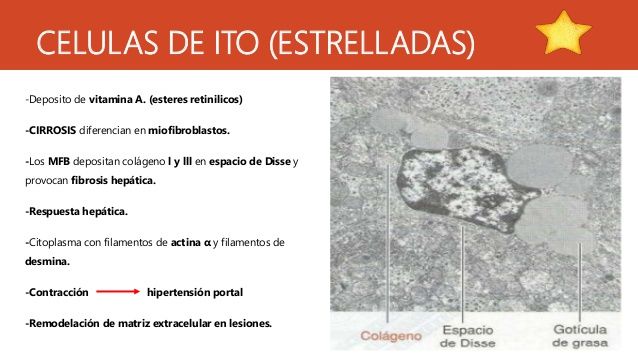 CELULAS DE ITO (ESTRELLADAS)
-Deposito de vitamina A. (esteres retinilicos)
-CIRROSIS diferencian en miofibroblastos.
-Los MFB depositan colágeno l y lll en espacio de Disse y
provocan fibrosis hepática.
-Respuesta hepática.
-Citoplasma con filamentos de actina α y filamentos de
desmina.
-Contracción hipertensión portal
-Remodelación de matriz extracelular en lesiones.
Colágeno
Espacio
de Disse
Gotícula
de grasa